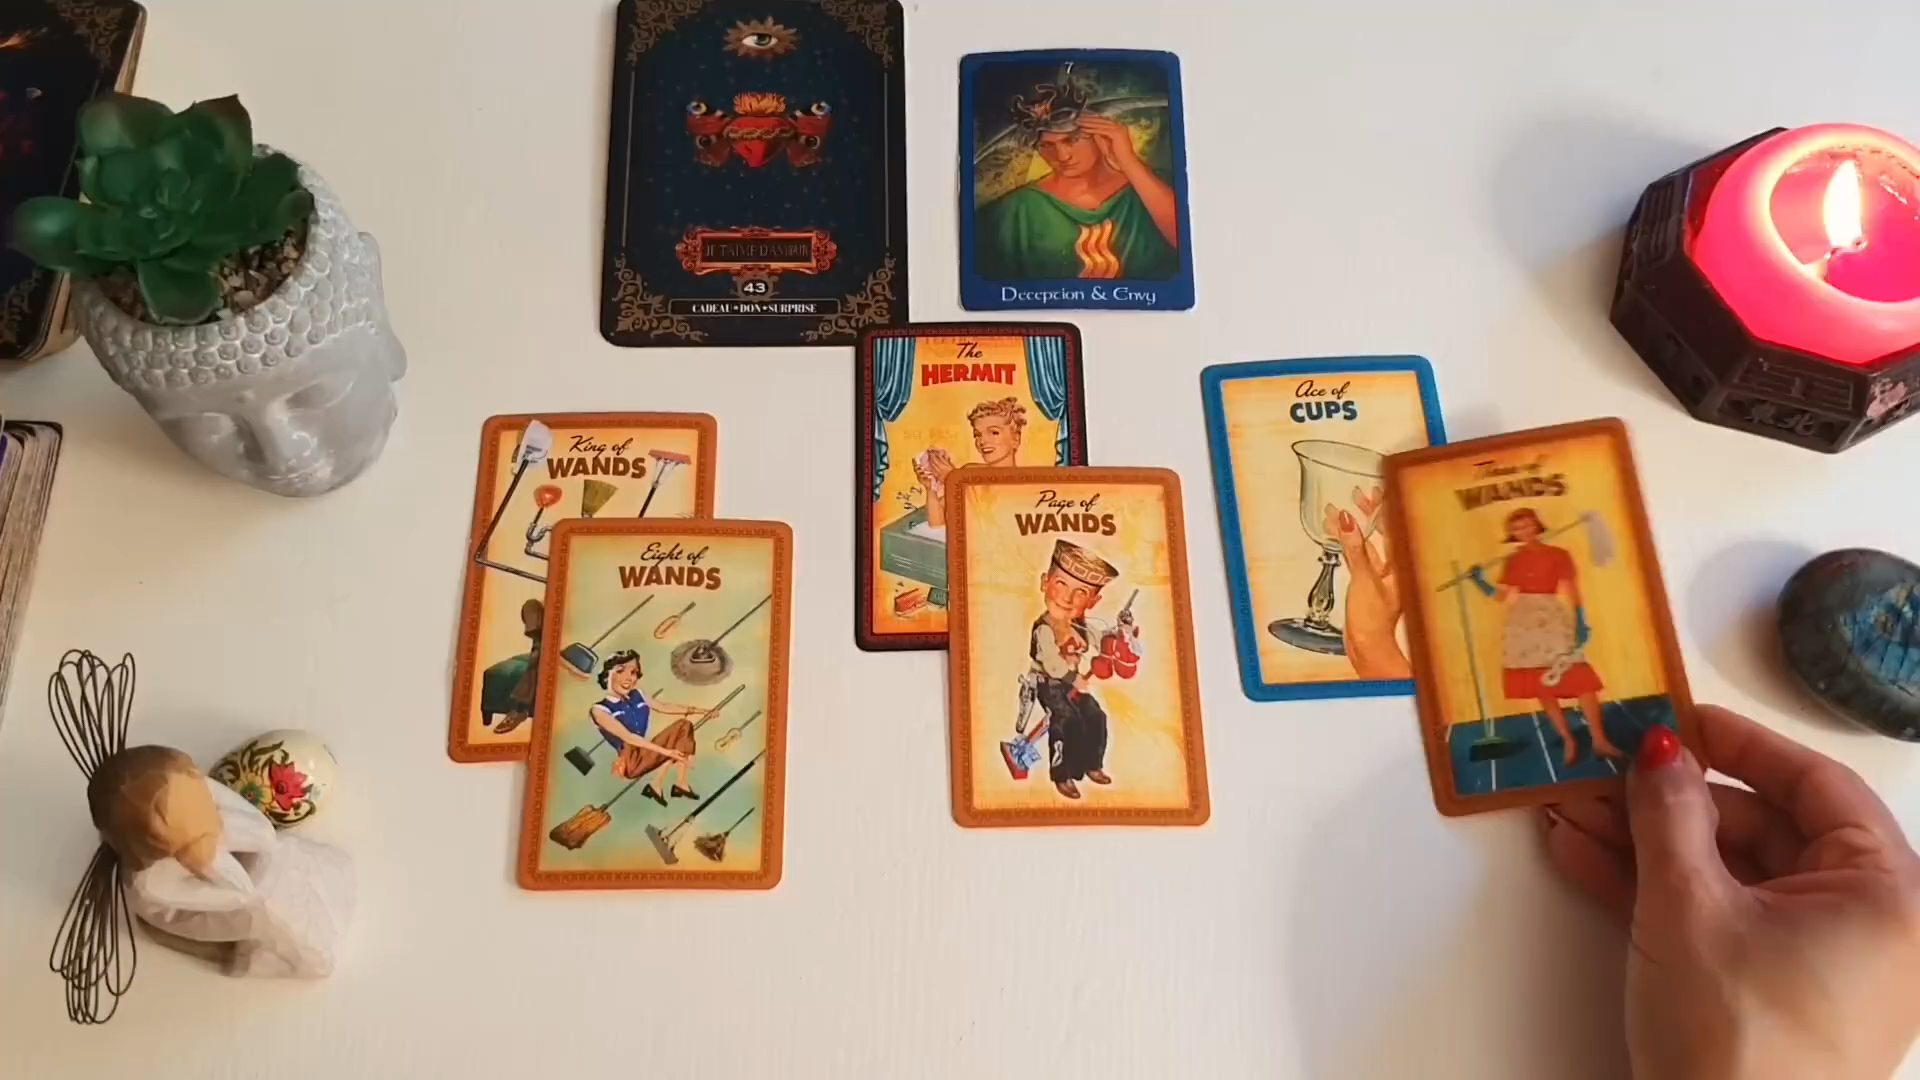 JE T'AIME D'AMOUR
43
CADEAU • DON • SURPRISE
7
Deception & Envy
The
HERMIT
King of
WANDS
Eight of
WANDS
Page of
WANDS
Ace of
CUPS
WANDS